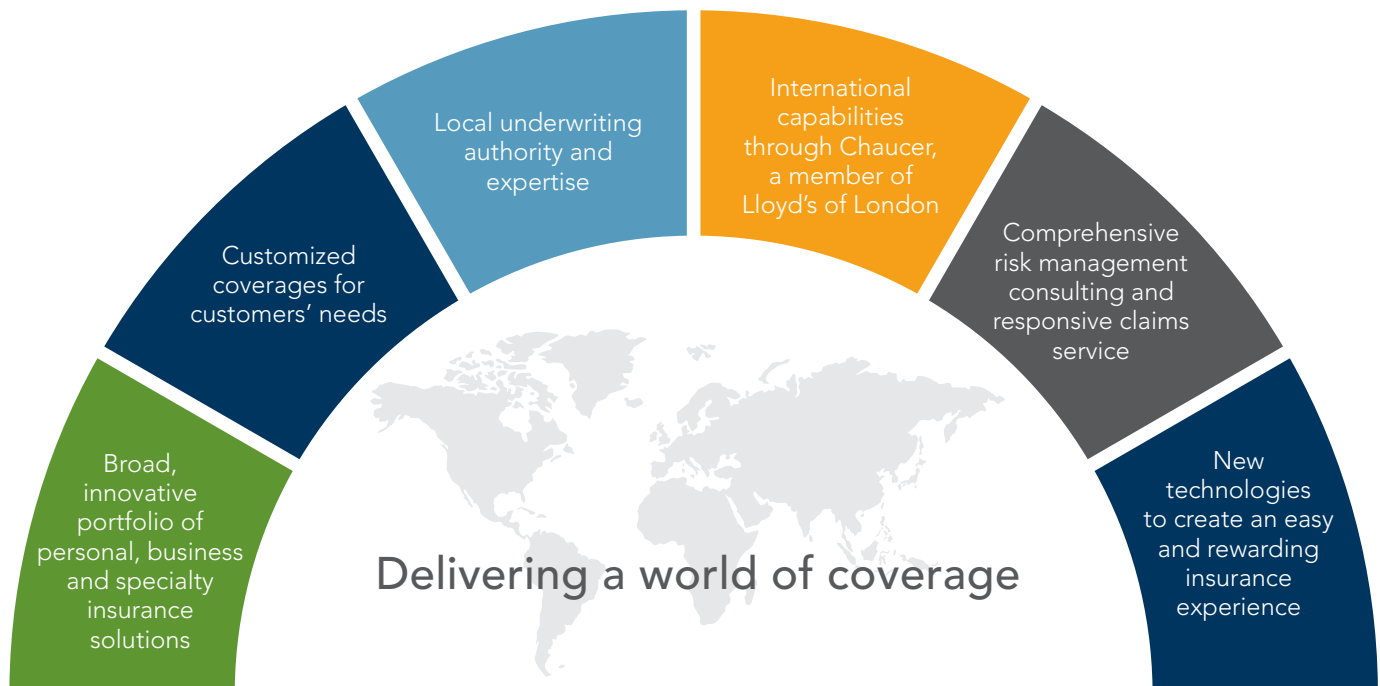 Broad,
innovative
portfolio of
personal, business
and specialty
insurance
solutions
Customized
coverages for
customers’ needs
Local underwriting
authority and
expertise
International
capabilities
through Chaucer,
a member of
Lloyd’s of London
Comprehensive
risk management
consulting and
responsive claims
service
New
technologies
to create an easy
and rewarding
insurance
experience
Delivering a world of coverage